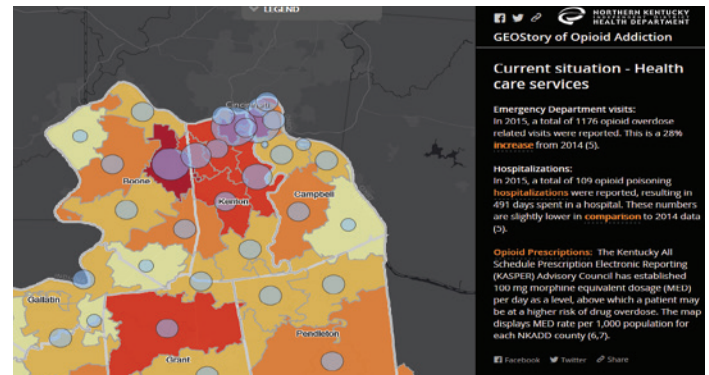 LEGEND
NORTHERN KENTUCKY
INDEPENDENT DISTRICT
HEALTH DEPARTMENT
GEOStory of Opioid Addiction
Current situation - Health
care services
Emergency Department visits:
In 2015, a total of 1176 opioid overdose
related visits were reported. This is a 28%
increase from 2014 (5).
Hospitalizations:
In 2015, a total of 109 opioid poisoning
hospitalizations were reported, resulting in
491 days spent in a hospital. These numbers
are slightly lower in comparison to 2014 data
(5).
Opioid Prescriptions: The Kentucky All
Schedule Prescription Electronic Reporting
(KASPER) Advisory Council has established
100 mg morphine equivalent dosage (MED)
per day as a level, above which a patient may
be at a higher risk of drug overdose. The map
displays MED rate per 1,000 population for
each NKADD county (6,7).
Facebook Twitter Share
Boone
Kenton
Campbell
Gallatin
Grant
Pendleton